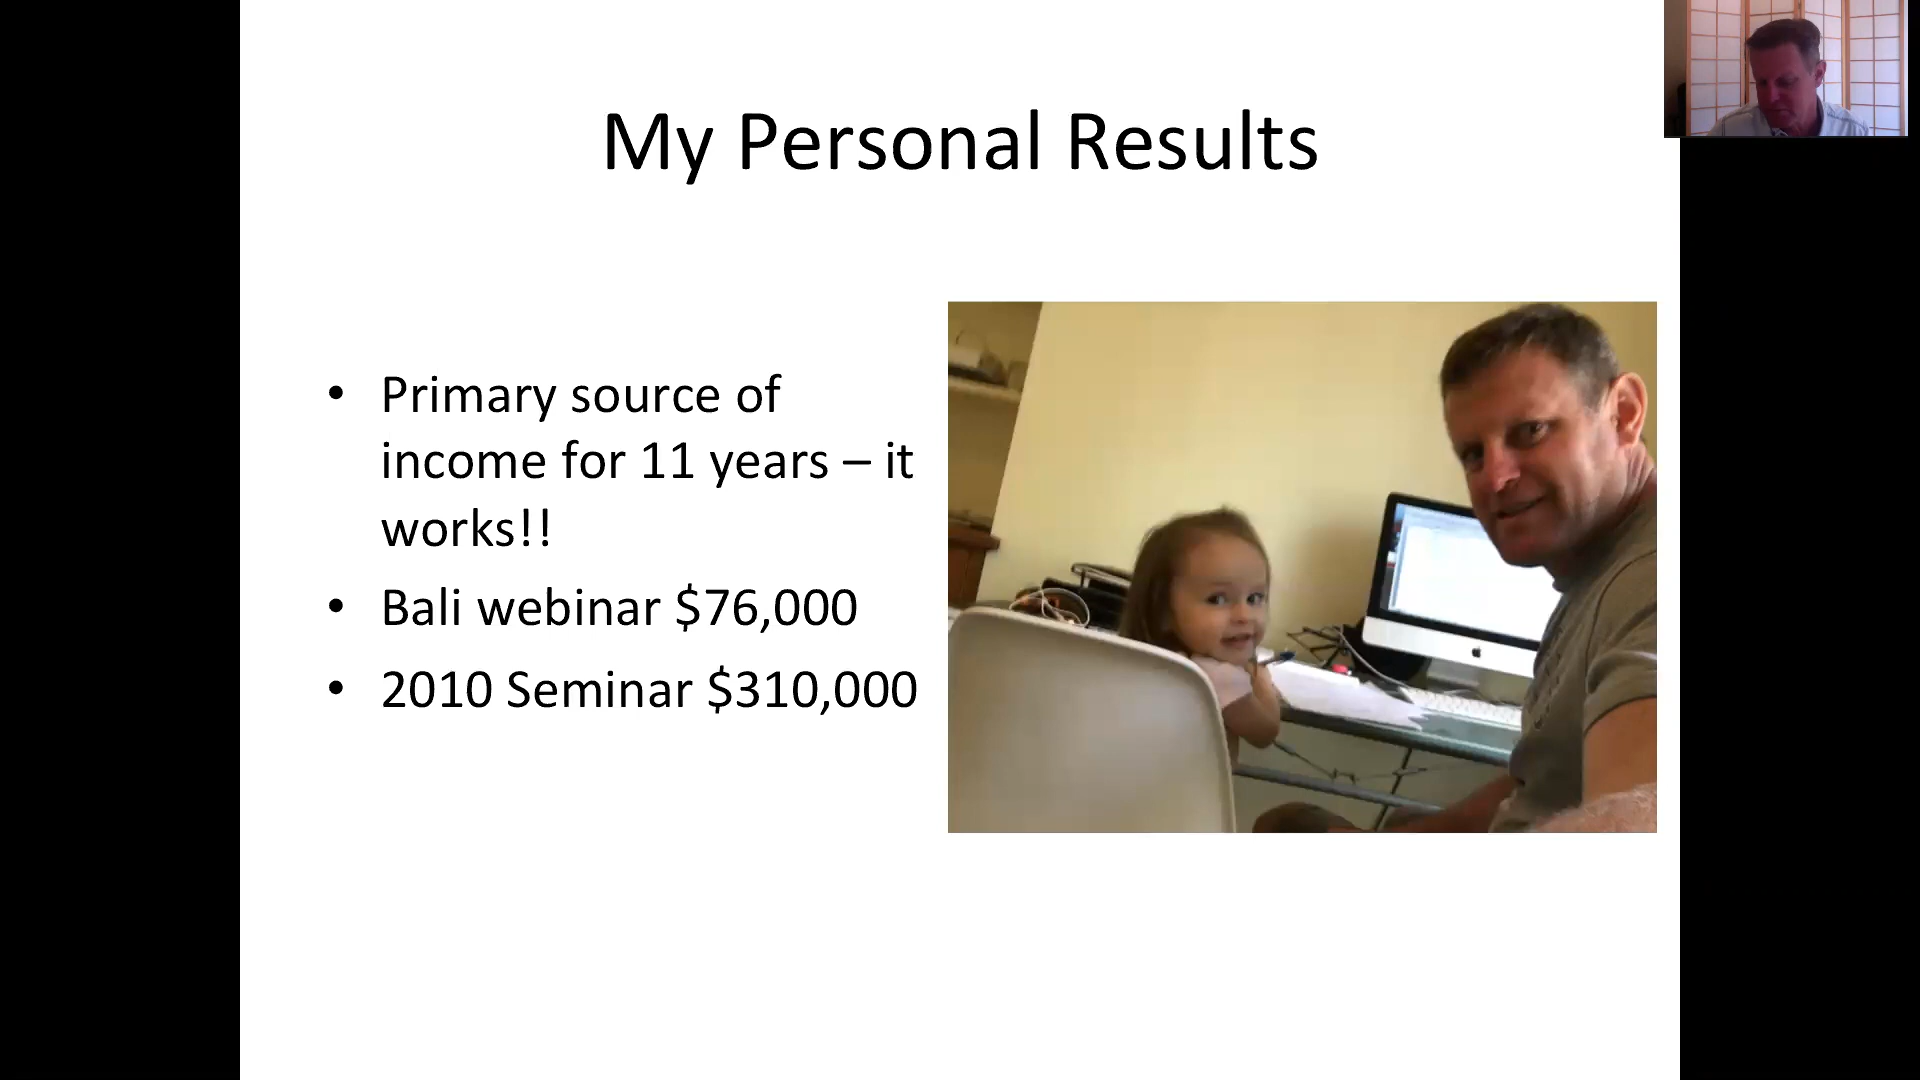 My Personal Results
• Primary source of
income for 11 years – it
works!!
• Bali webinar $76,000
• 2010 Seminar $310,000